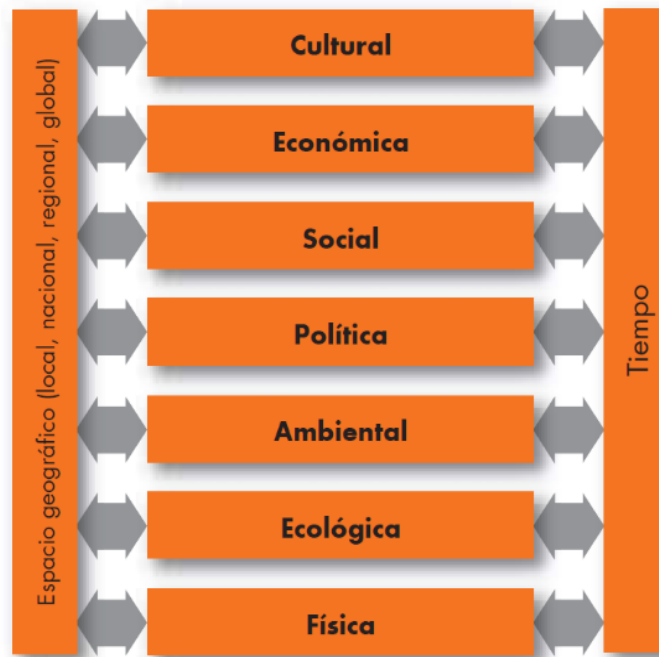 Espacio geográfico (local, nacional, regional, global)
Cultural
Económica
Social
Política
Ambiental
Ecológica
Física
Tiempo